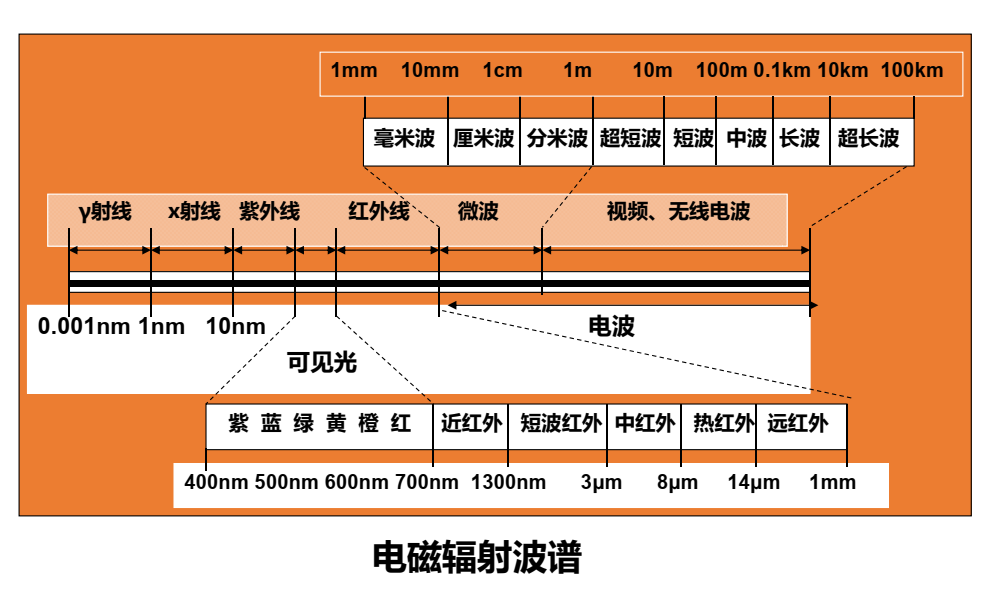 1mm 10mm 1cm 1m 10m 100m 0.1km 10km 100km
毫米波 厘米波 分米波 超短波 短波 中波 长波 超长波
γ射线 x射线 紫外线 红外线 微波 视频、无线电波
0.001nm 1nm 10nm 电波
可见光
紫 蓝 绿 黄 橙 红 近红外 短波红外 中红外 热红外 远红外
400nm 500nm 600nm 700nm 1300nm 3μm 8μm 14μm 1mm
电磁辐射波谱